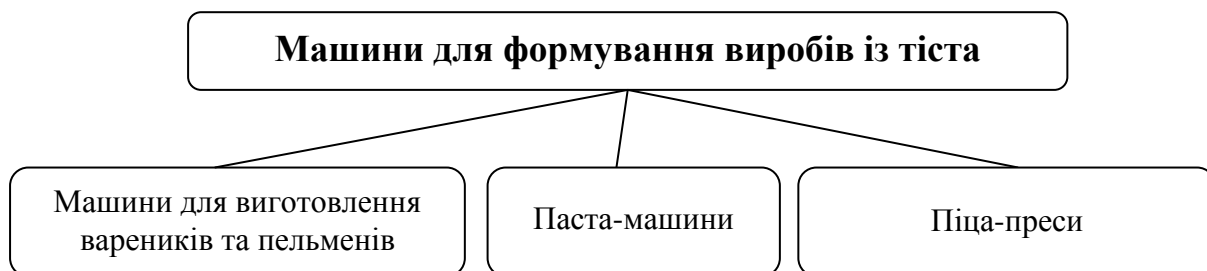 Машини для формування виробів із тіста
Машини для виготовлення
вареників та пельменів
Паста-машини
Піца-преси